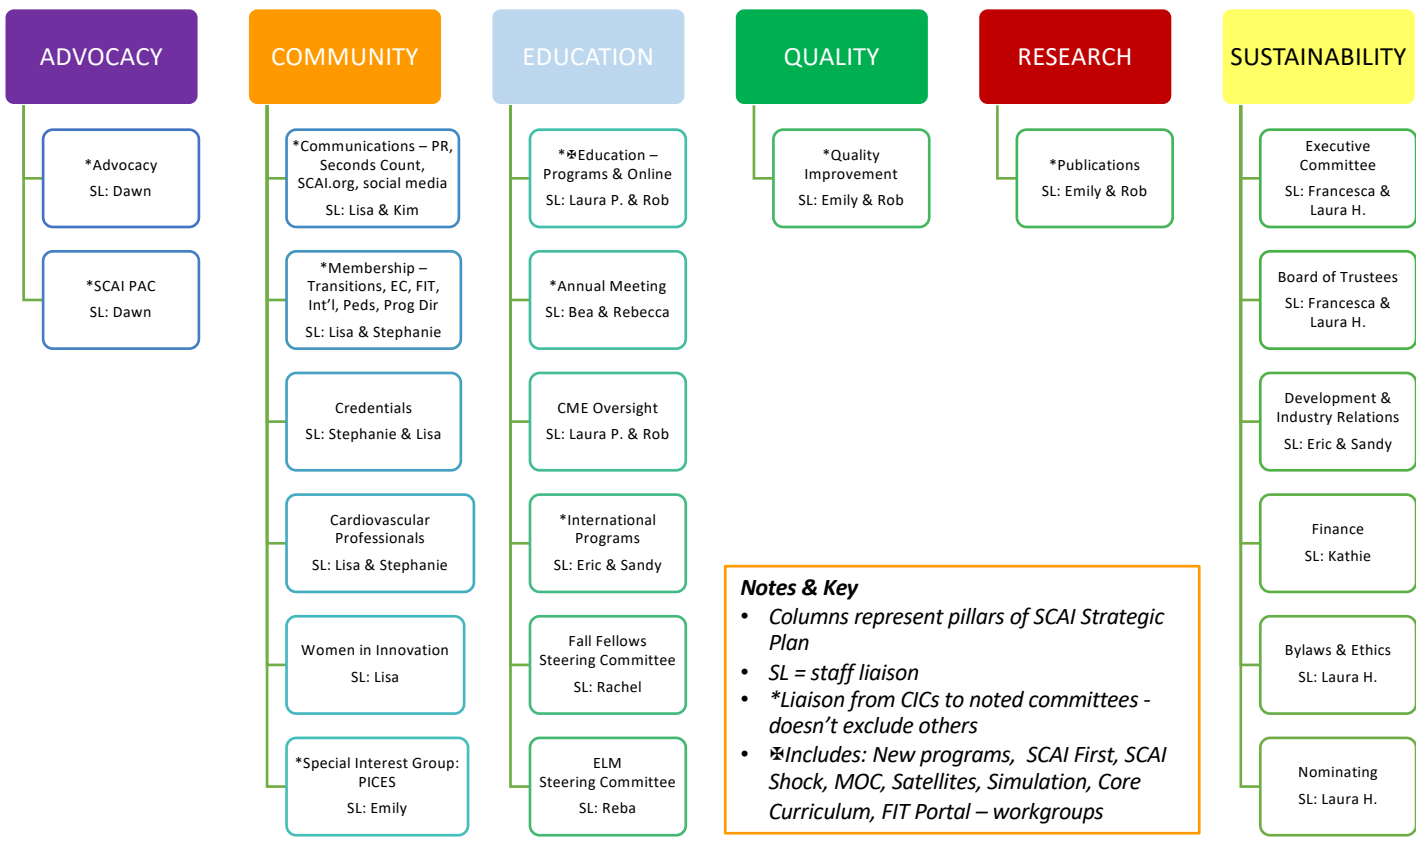 ADVOCACY
*Advocacy
SL: Dawn
*SCAI PAC
SL: Dawn
COMMUNITY
*Communications – PR,
Seconds Count,
SCAI.org, social media
SL: Lisa & Kim
*Membership –
Transitions, EC, FIT,
Int’l, Peds, Prog Dir
SL: Lisa & Stephanie
Credentials
SL: Stephanie & Lisa
Cardiovascular
Professionals
SL: Lisa & Stephanie
Women in Innovation
SL: Lisa
*Special Interest Group:
PICES
SL: Emily
EDUCATION
*✠Education –
Programs & Online
SL: Laura P. & Rob
*Annual Meeting
SL: Bea & Rebecca
CME Oversight
SL: Laura P. & Rob
*International
Programs
SL: Eric & Sandy
Fall Fellows
Steering Committee
SL: Rachel
ELM
Steering Committee
SL: Reba
QUALITY
*Quality
Improvement
SL: Emily & Rob
RESEARCH
*Publications
SL: Emily & Rob
SUSTAINABILITY
Executive
Committee
SL: Francesca &
Laura H.
Board of Trustees
SL: Francesca &
Laura H.
Development &
Industry Relations
SL: Eric & Sandy
Finance
SL: Kathie
Bylaws & Ethics
SL: Laura H.
Nominating
SL: Laura H.
Notes & Key
• Columns represent pillars of SCAI Strategic
Plan
• SL = staff liaison
• *Liaison from CICs to noted committees -
doesn’t exclude others
• ✠Includes: New programs, SCAI First, SCAI
Shock, MOC, Satellites, Simulation, Core
Curriculum, FIT Portal – workgroups